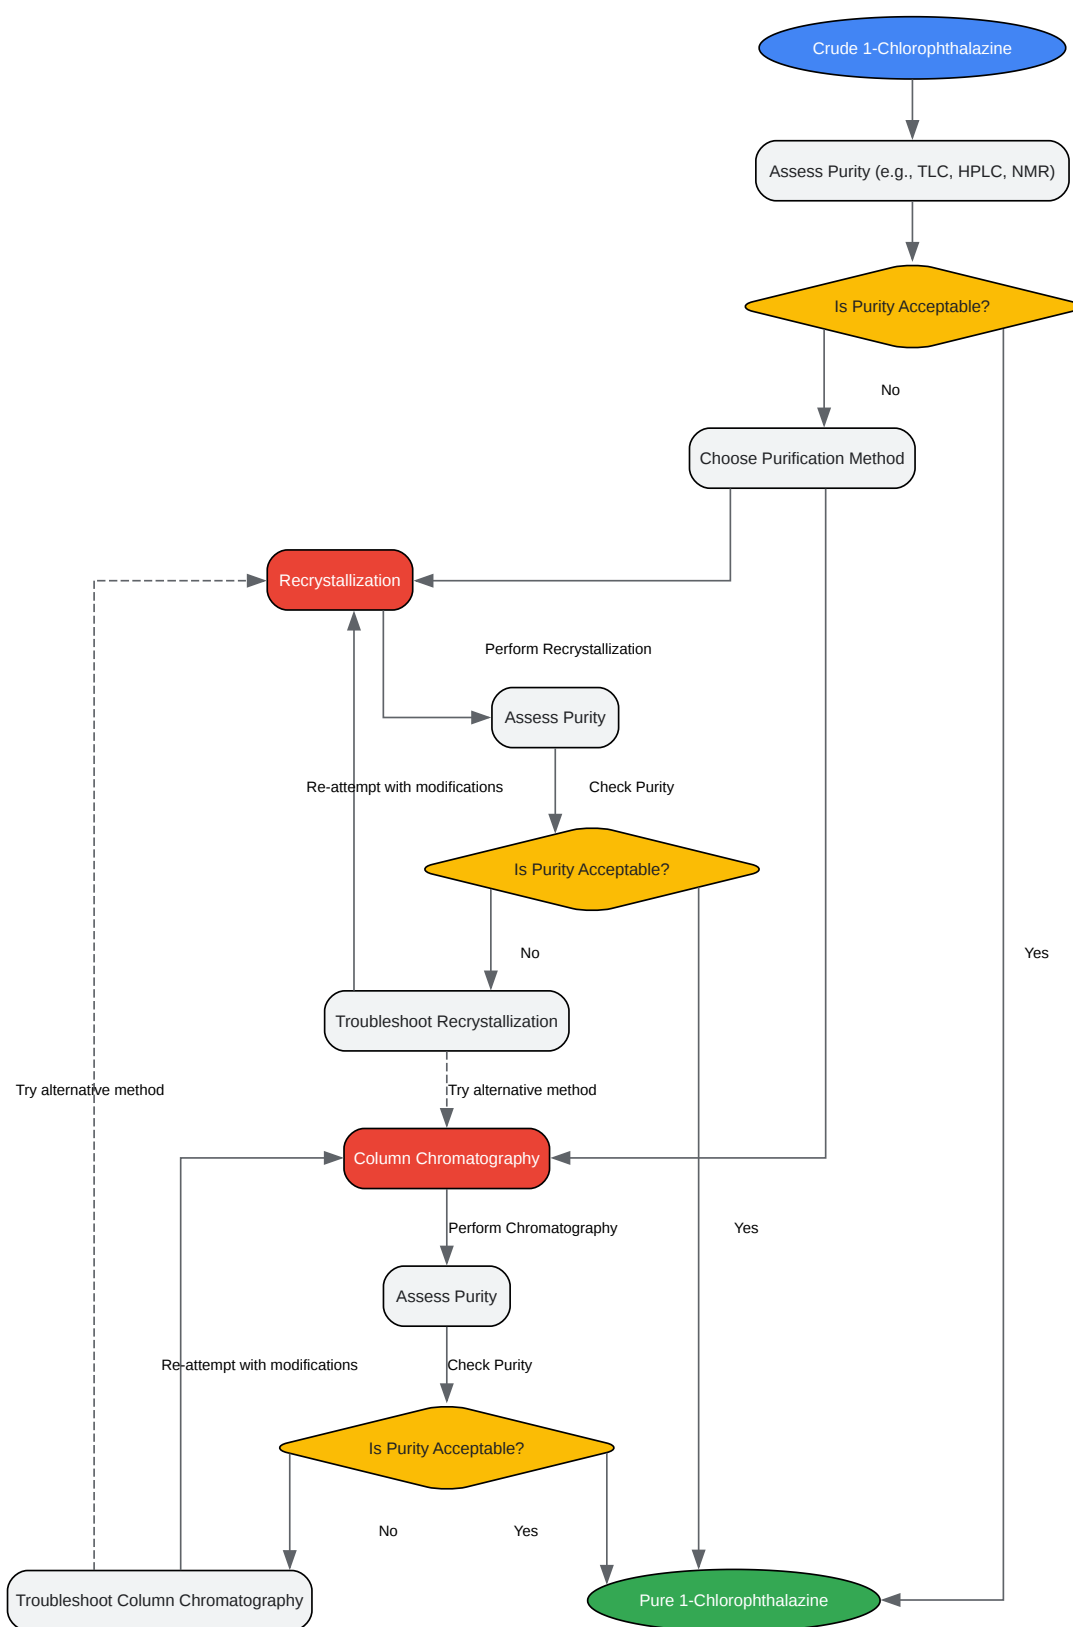 Crude 1-Chlorophthalazine
Assess Purity (e.g., TLC, HPLC, NMR)
Is Purity Acceptable?
No
Choose Purification Method
Recrystallization
Perform Recrystallization
Assess Purity
Re-attempt with modifications
Check Purity
Is Purity Acceptable?
No
Yes
Troubleshoot Recrystallization
Try alternative method
Try alternative method
Column Chromatography
Perform Chromatography
Yes
Assess Purity
Re-attempt with modifications
Check Purity
Is Purity Acceptable?
No
Yes
Troubleshoot Column Chromatography
Pure 1-Chlorophthalazine